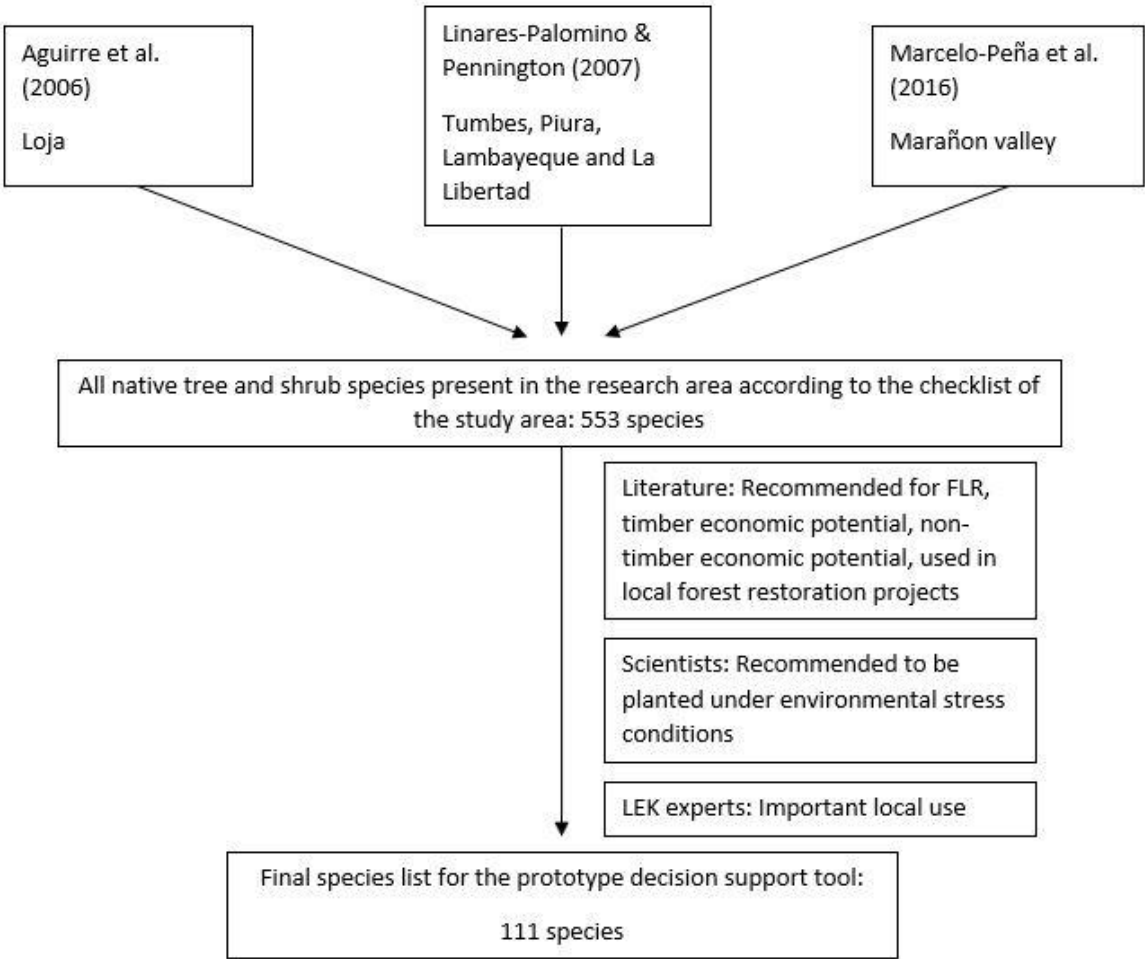 Aguirre et al.
(2006)
Loja
Linares-Palomino &
Pennington (2007)
Tumbes, Piura,
Lambayeque and La
Libertad
Marcelo-Peña et al.
(2016)
Marañon valley
All native tree and shrub species present in the research area according to the checklist of
the study area: 553 species
Literature: Recommended for FLR,
timber economic potential, non-
timber economic potential, used in
local forest restoration projects
Scientists: Recommended to be
planted under environmental stress
conditions
LEK experts: Important local use
Final species list for the prototype decision support tool:
111 species